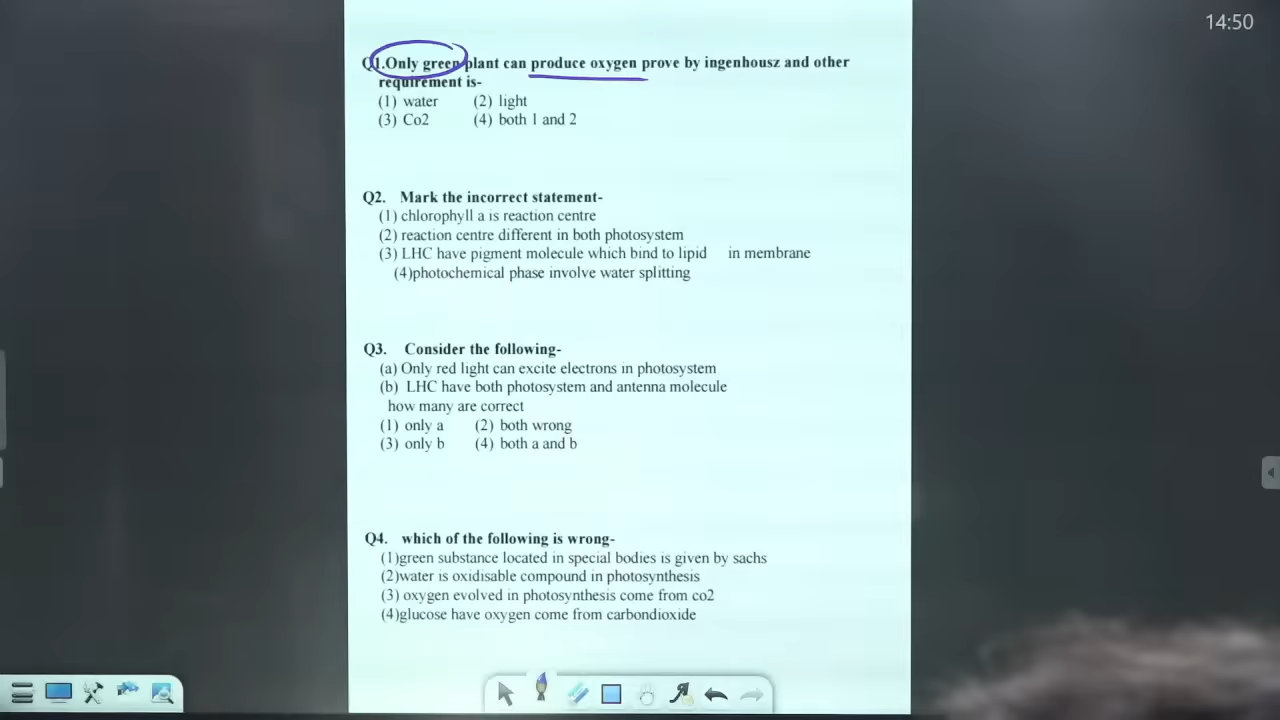 14:50
Q1.Only green plant can produce oxygen prove by ingenhousz and other
requirement is-
(1) water (2) light
(3) Co2 (4) both 1 and 2
Q2. Mark the incorrect statement-
(1) chlorophyll a is reaction centre
(2) reaction centre different in both photosystem
(3) LHC have pigment molecule which bind to lipid in membrane
(4)photochemical phase involve water splitting
Q3. Consider the following-
(a) Only red light can excite electrons in photosystem
(b) LHC have both photosystem and antenna molecule
how many are correct
(1) only a (2) both wrong
(3) only b (4) both a and b
Q4. which of the following is wrong-
(1)green substance located in special bodies is given by sachs
(2)water is oxidisable compound in photosynthesis
(3) oxygen evolved in photosynthesis come from co2
(4)glucose have oxygen come from carbondioxide